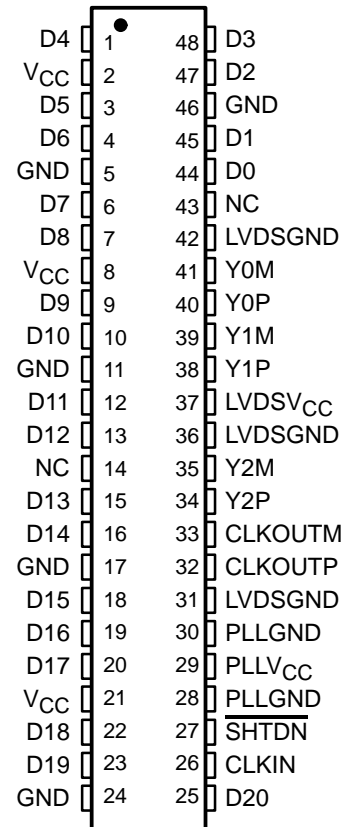 D4 1 48 D3
VCC 2 47 D2
D5 3 46 GND
D6 4 45 D1
GND 5 44 D0
D7 6 43 NC
D8 7 42 LVDSGND
VCC 8 41 Y0M
D9 9 40 Y0P
D10 10 39 Y1M
GND 11 38 Y1P
D11 12 37 LVDSVCC
D12 13 36 LVDSGND
NC 14 35 Y2M
D13 15 34 Y2P
D14 16 33 CLKOUTM
GND 17 32 CLKOUTP
D15 18 31 LVDSGND
D16 19 30 PLLGND
D17 20 29 PLLVCC
VCC 21 28 PLLGND
D18 22 27 SHTDN
D19 23 26 CLKIN
GND 24 25 D20